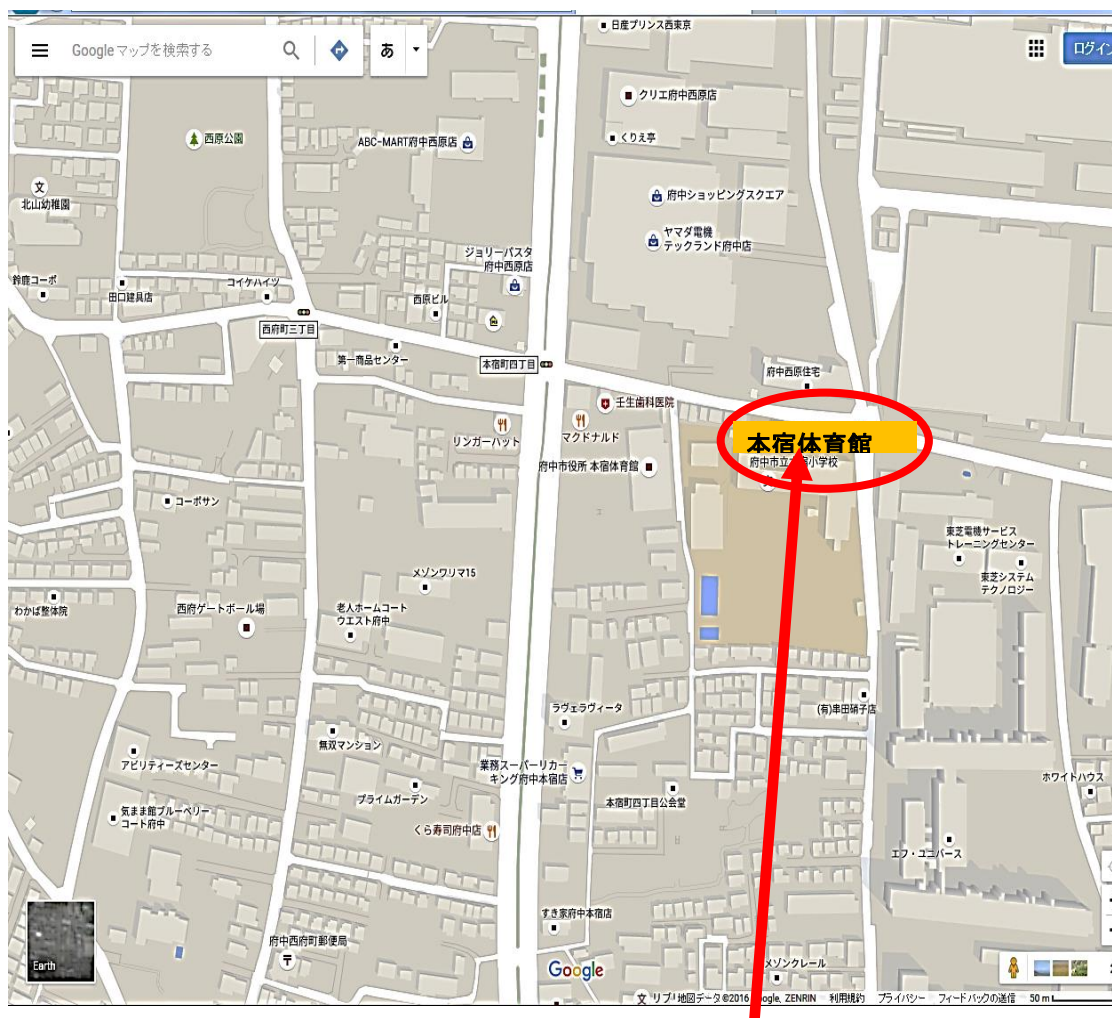 日産プリンス西東京
Googleマップを検索する
あ
ログイン
クリエ府中西原店
くりえ亭
西原公園
ABC-MART府中西原店
文
北山幼稚園
府中ショッピングスクエア
ヤマダ電機
テックランド府中店
ジョリーパスタ
府中西原店
鈴鹿コーポ
田口建具店
コイケハイツ
西原ビル
西府町三丁目
第一商品センター
本宿町四丁目
府中西原住宅
壬生歯科医院
リンガーハット
マクドナルド
本宿体育館
府中市役所 本宿体育館
府中市立本宿小学校
コーポサン
東芝電機サービス
トレーニングセンター
メゾンワリマ15
東芝システム
テクノロジー
わかば整体院
西府ゲートボール場
老人ホームコート
ウエスト府中
ラヴェラヴィータ
(有)串田硝子店
無双マンション
アビリティーズセンター
業務スーパーリカー
キング府中本宿店
ホワイトハウス
プライムガーデン
本宿町四丁目公会堂
気まま館ブルーベリー
コート府中
くら寿司府中店
エフ・ユニバース
すき家府中本宿店
府中西府町郵便局
〒
Earth
Google
メゾンクレール
文 リブ
地図データ ©2016 Google, ZENRIN 利用規約 プライバシー フィードバックの送信 50 m